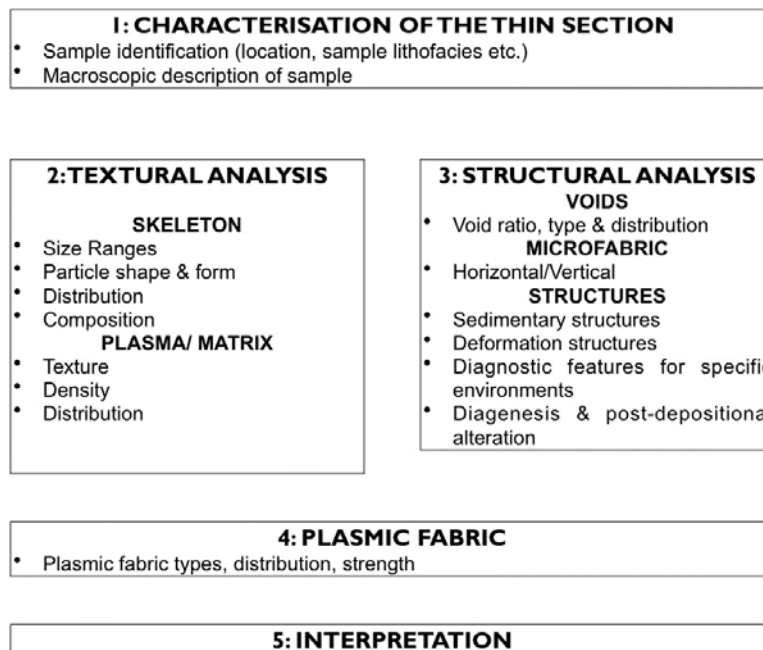 1: CHARACTERISATION OF THE THIN SECTION
• Sample identification (location, sample lithofacies etc.)
• Macroscopic description of sample
2: TEXTURAL ANALYSIS
SKELETON
• Size Ranges
• Particle shape & form
• Distribution
• Composition
PLASMA/ MATRIX
• Texture
• Density
• Distribution
3: STRUCTURAL ANALYSIS
VOIDS
• Void ratio, type & distribution
MICROFABRIC
• Horizontal/Vertical
STRUCTURES
• Sedimentary structures
• Deformation structures
• Diagnostic features for specifi
environments
• Diagenesis & post-depositiona
alteration
4: PLASMIC FABRIC
• Plasmic fabric types, distribution, strength
5: INTERPRETATION